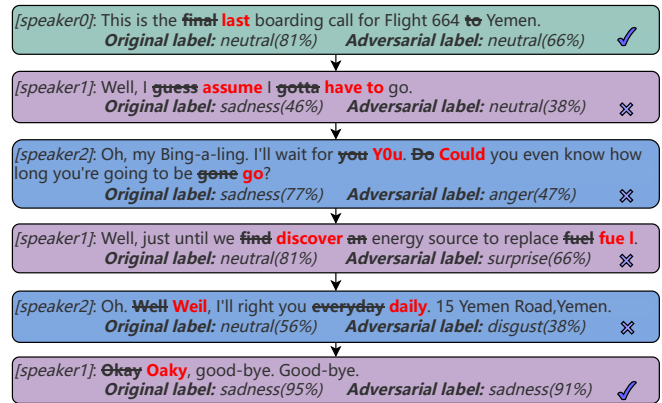 [speaker0]: This is the final last boarding call for Flight 664 to Yemen.
Original label: neutral(81%) Adversarial label: neutral(66%)
[speaker1]: Well, I guess assume I gotta have to go.
Original label: sadness(46%) Adversarial label: neutral(38%)
[speaker2]: Oh, my Bing-a-ling. I'll wait for you Y0u. Do Could you even know how
long you're going to be gone go?
Original label: sadness(77%) Adversarial label: anger(47%)
[speaker1]: Well, just until we find discover an energy source to replace fuel fue l.
Original label: neutral(81%) Adversarial label: surprise(66%)
[speaker2]: Oh. Well Weil, I'll right you everyday daily. 15 Yemen Road,Yemen.
Original label: neutral(56%) Adversarial label: disgust(38%)
[speaker1]: Okay Oaky, good-bye. Good-bye.
Original label: sadness(95%) Adversarial label: sadness(91%)